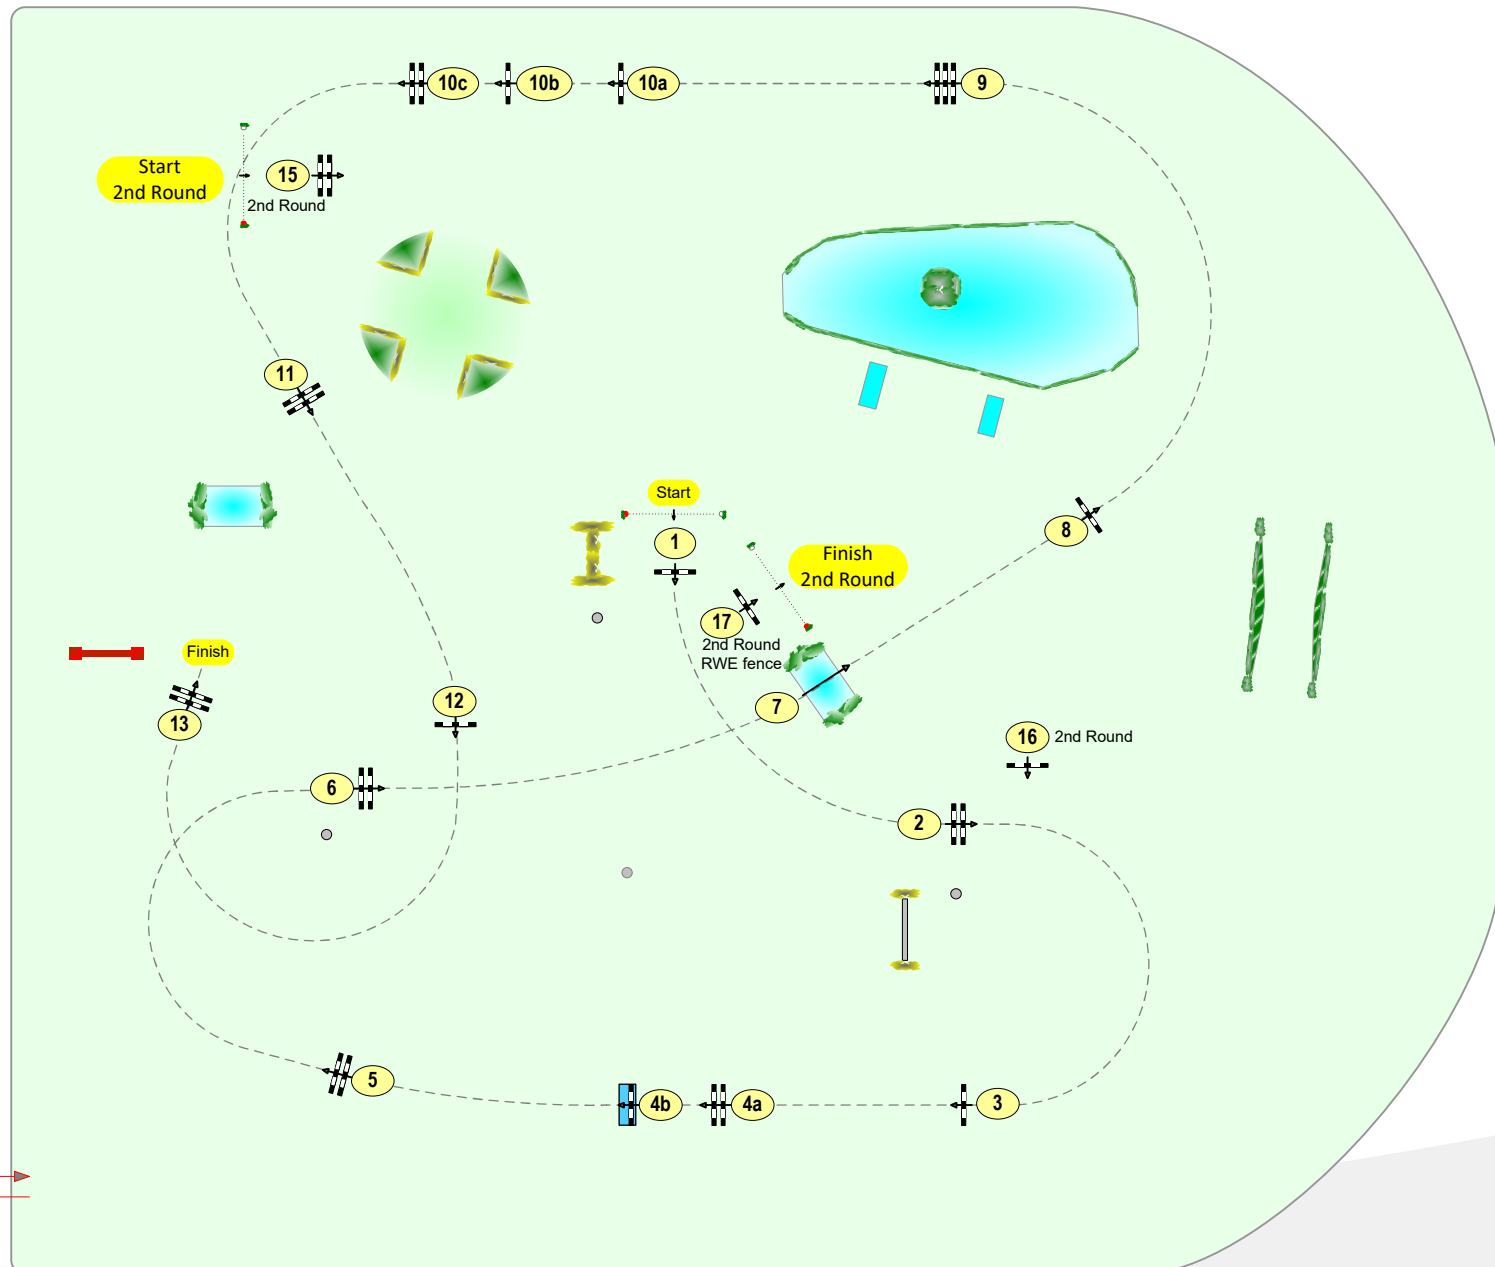 10c
10b
10a
9
Start
2nd Round
15
2nd Round
11
Start
1
8
Finish
2nd Round
17
2nd Round
RWE fence
Finish
13
12
7
16
2nd Round
6
2
5
4b
4a
3